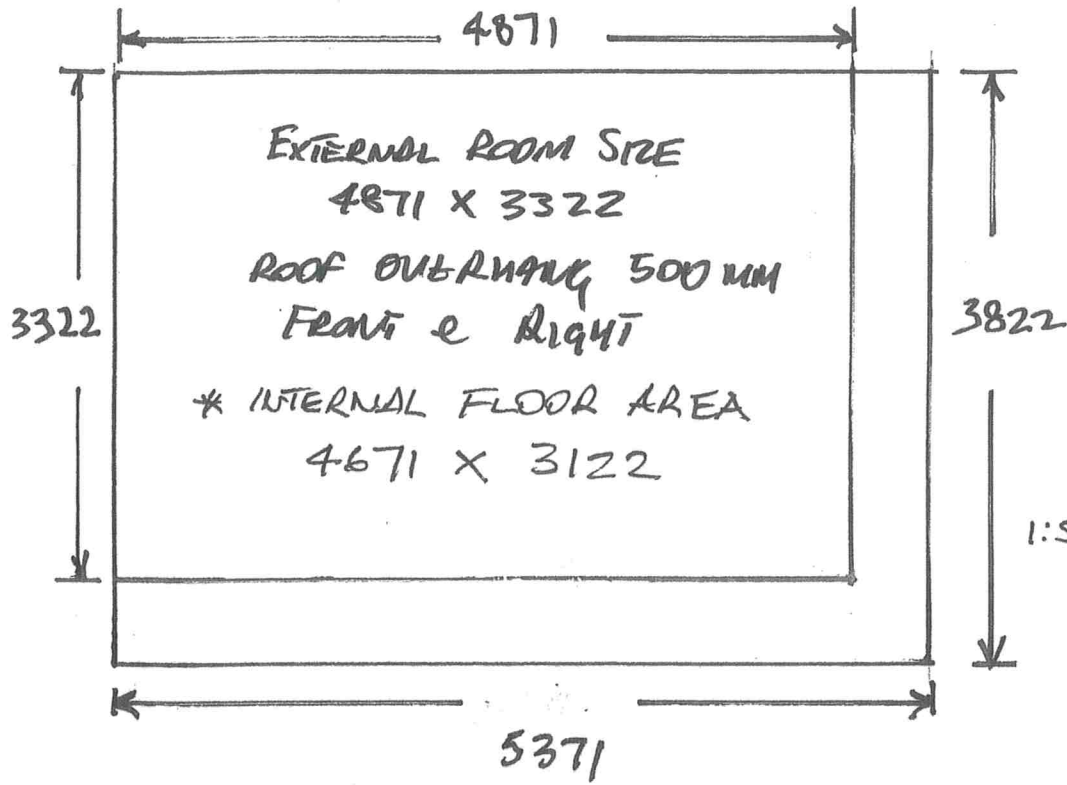 4871
EXTERNAL ROOM SIZE
4871 X 3322
ROOF OVERHANG 500 MM
FRONT & RIGHT
3322
3822
* INTERNAL FLOOR AREA
4671 X 3122
5371